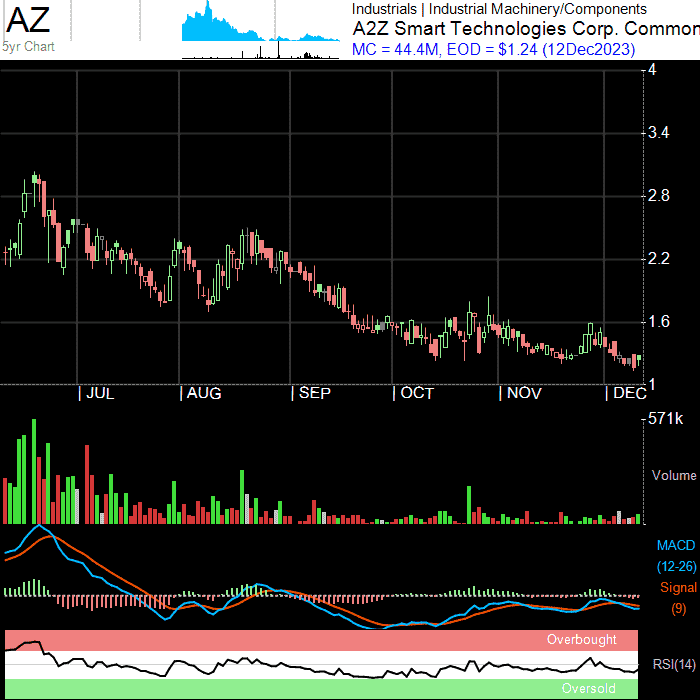 AZ
5yr Chart
Industrials | Industrial Machinery/Components
A2Z Smart Technologies Corp. Common
MC = 44.4M, EOD = $1.24 (12Dec2023)
4
3.4
2.8
2.2
1.6
1
| JUL | AUG | SEP | OCT | NOV | DEC
571k
Volume
MACD
(12-26)
Signal
(9)
Overbought
RSI(14)
Oversold